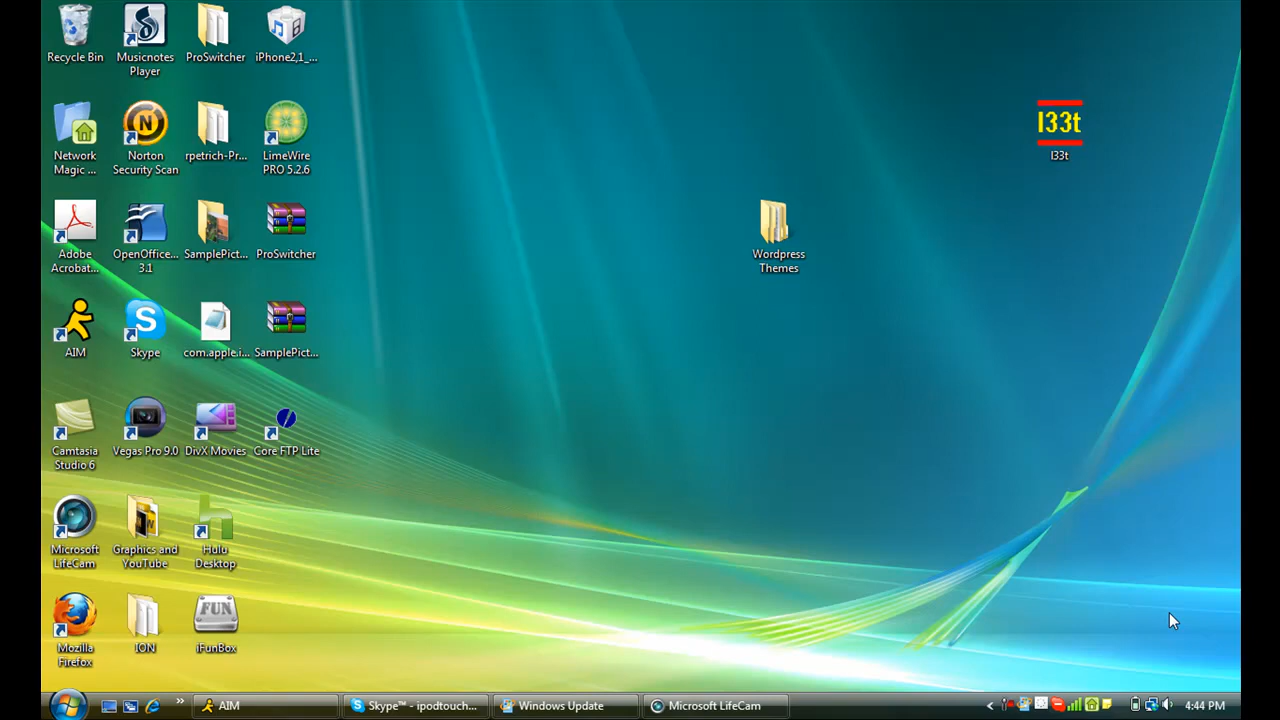 Recycle Bin
Musicnotes
Player
ProSwitcher
iPhone2,1_...
Network
Magic ...
N
Norton
Security Scan
rpetrich-Pr...
LimeWire
PRO 5.2.6
l33t
l33t
Adobe
Acrobat...
OpenOffice...
3.1
SamplePict...
ProSwitcher
Wordpress
Themes
AIM
S
Skype
com.apple.i...
SamplePict...
Camtasia
Studio 6
Vegas Pro 9.0
DivX Movies
Core FTP Lite
Microsoft
LifeCam
Graphics and
YouTube
h
Hulu
Desktop
Mozilla
Firefox
ION
FUN
iFunBox
AIM
Skype™ - ipodtouch...
Windows Update
Microsoft LifeCam
4:44 PM